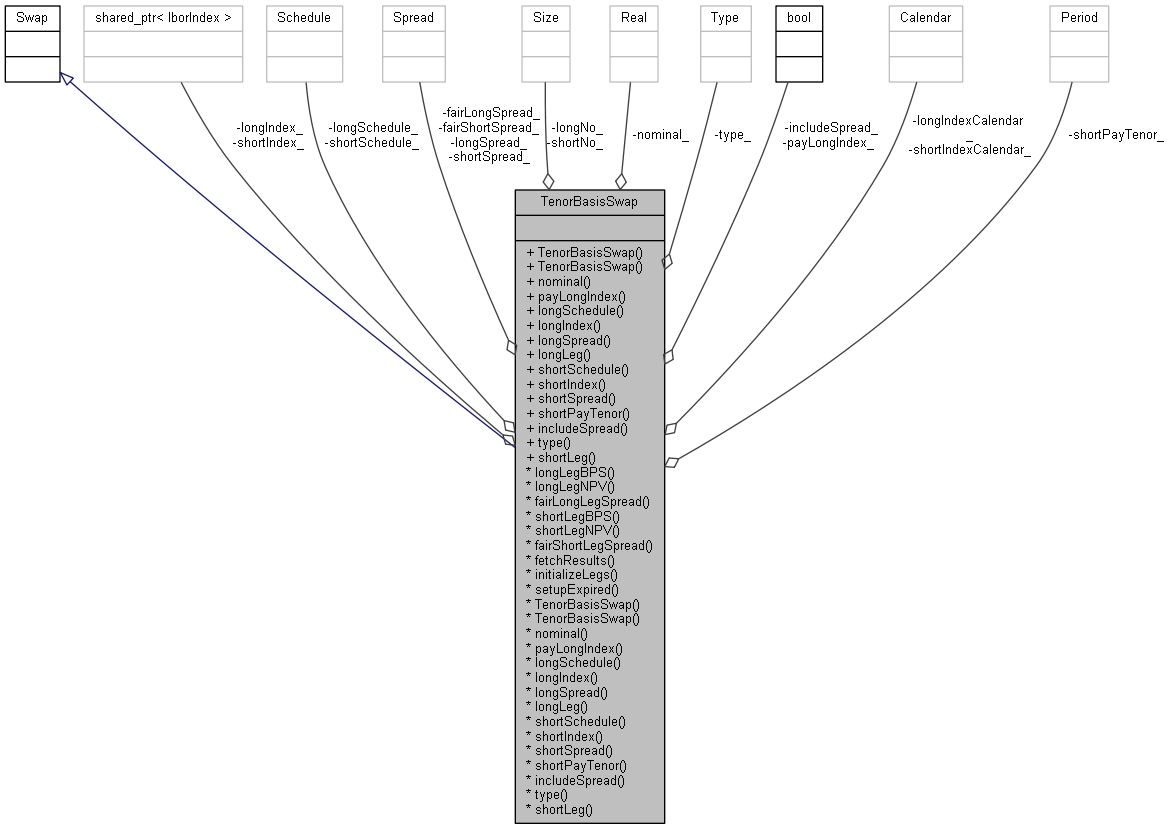 Swap
shared_ptr< IborIndex >
Schedule
Spread
Size
Real
Type
bool
Calendar
Period
-longIndex_
-shortIndex_
-longSchedule_
-shortSchedule_
-fairLongSpread_
-fairShortSpread_
-longSpread_
-shortSpread_
-longNo_
-shortNo_
-nominal_
-type_
-includeSpread_
-payLongIndex_
-longIndexCalendar
_
-shortIndexCalendar_
-shortPayTenor_
TenorBasisSwap
+ TenorBasisSwap()
+ TenorBasisSwap()
+ nominal()
+ payLongIndex()
+ longSchedule()
+ longIndex()
+ longSpread()
+ longLeg()
+ shortSchedule()
+ shortIndex()
+ shortSpread()
+ shortPayTenor()
+ includeSpread()
+ type()
+ shortLeg()
* longLegBPS()
* longLegNPV()
* fairLongLegSpread()
* shortLegBPS()
* shortLegNPV()
* fairShortLegSpread()
* fetchResults()
* initializeLegs()
* setupExpired()
* TenorBasisSwap()
* TenorBasisSwap()
* nominal()
* payLongIndex()
* longSchedule()
* longIndex()
* longSpread()
* longLeg()
* shortSchedule()
* shortIndex()
* shortSpread()
* shortPayTenor()
* includeSpread()
* type()
* shortLeg()